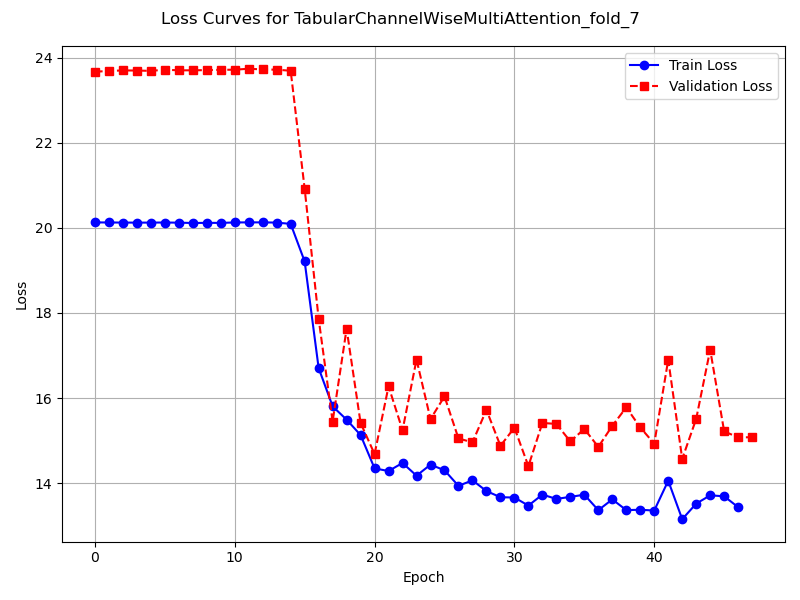 Loss Curves for TabularChannelWiseMultiAttention_fold_7
Train Loss
Validation Loss
24
22
20
18
16
14
Loss
0 10 20 30 40
Epoch